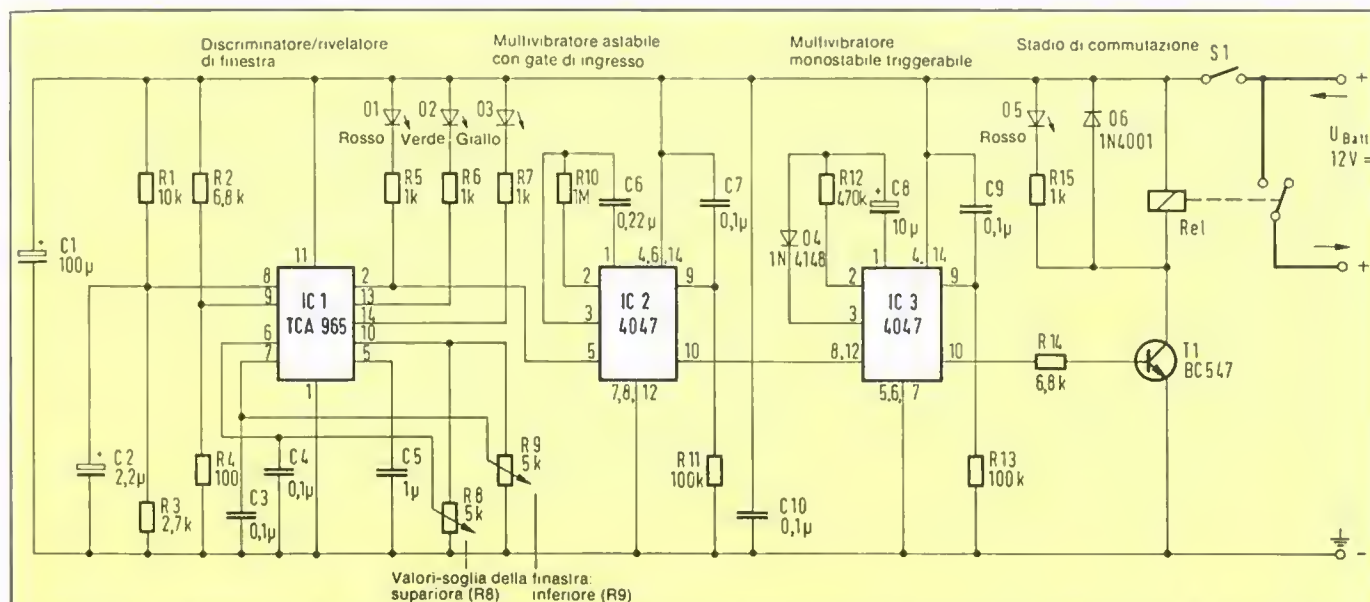 Discriminatore/rivelatore
di finestra
Multivibratore astabile
con gate di ingresso
Multivibratore
monostabile triggerabile
Stadio di commutazione
S1
+
D1
Rosso
D2
Verde
D3
Giallo
D5
Rosso
D6
1N4001
UBatt
12V =
R1
10k
R2
6,8k
R5
1k
R6
1k
R7
1k
R10
1M
C6
0,22µ
C7
0,1µ
R12
470k
C8
10µ
C9
0,1µ
R15
1k
Rel
+
C1
100µ
+
D4
1N4148
11
8
9
6
7
2
13
14
10
5
1
IC 1
TCA 965
1
4,6,14
2
3
5
9
10
7,8,12
IC 2
4047
1
4,14
2
3
8,12
9
10
5,6,7
IC 3
4047
R14
6,8k
T1
BC547
C2
2,2µ
+
R3
2,7k
R4
100
C3
0,1µ
C4
0,1µ
C5
1µ
R8
5k
R9
5k
R11
100k
C10
0,1µ
R13
100k
-
Valori-soglia della finastra:
supariora (R8)
inferiore (R9)